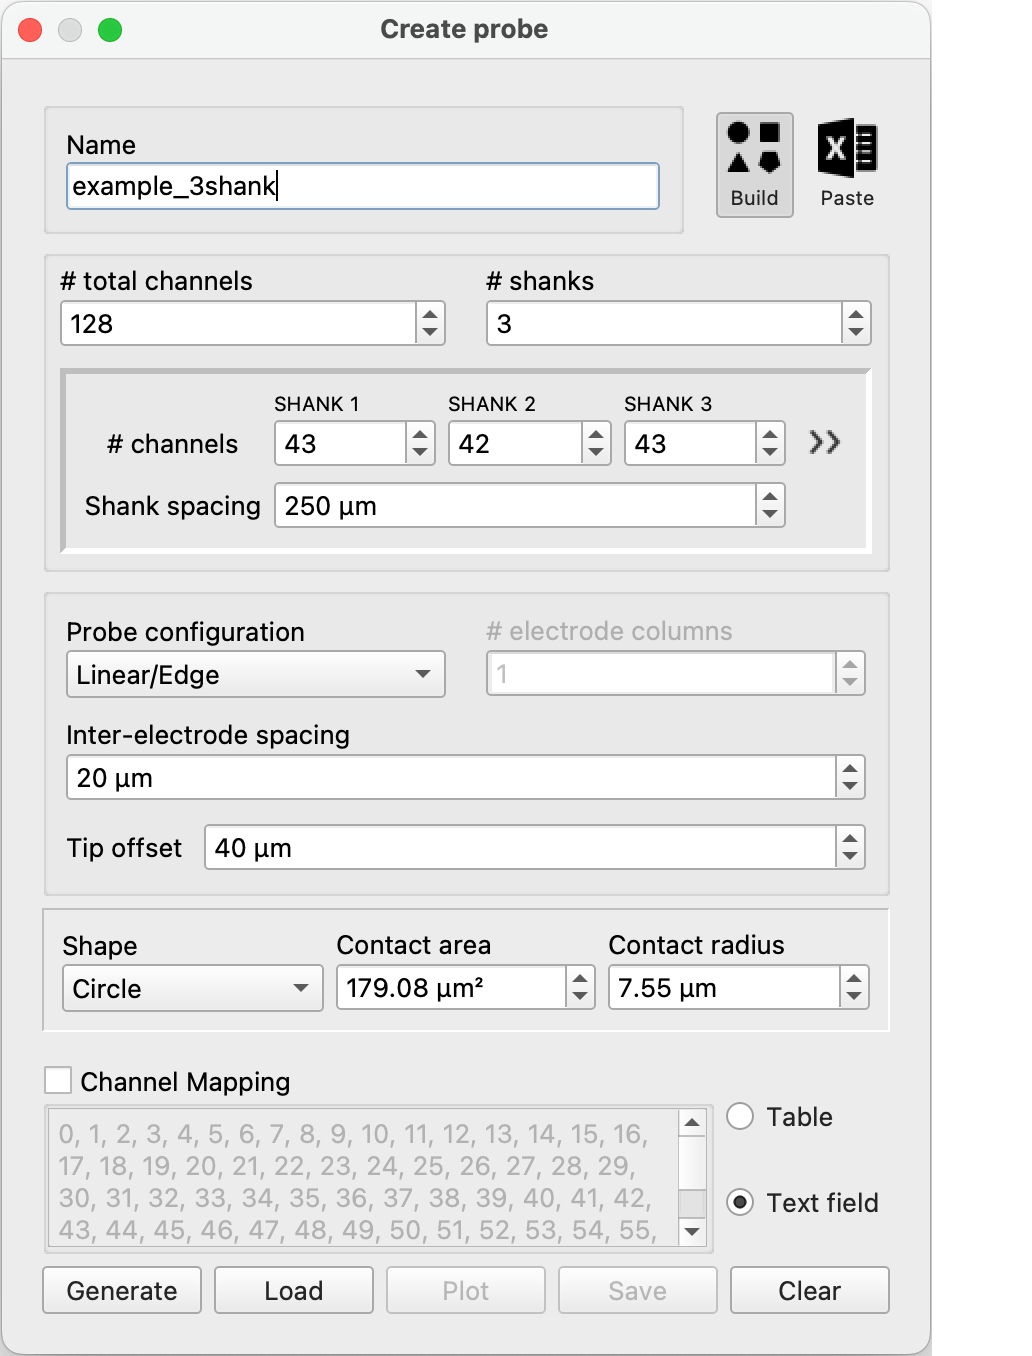 Create probe
Name
example_3shank
Build
Paste
# total channels
# shanks
128
3
SHANK 1 SHANK 2 SHANK 3
# channels 43 42 43 >>
Shank spacing 250 µm
Probe configuration
# electrode columns
Linear/Edge
1
Inter-electrode spacing
20 µm
Tip offset 40 µm
Shape Contact area Contact radius
Circle 179.08 µm² 7.55 µm
Channel Mapping
0, 1, 2, 3, 4, 5, 6, 7, 8, 9, 10, 11, 12, 13, 14, 15, 16,
17, 18, 19, 20, 21, 22, 23, 24, 25, 26, 27, 28, 29,
30, 31, 32, 33, 34, 35, 36, 37, 38, 39, 40, 41, 42,
43, 44, 45, 46, 47, 48, 49, 50, 51, 52, 53, 54, 55,
Table
Text field
Generate Load Plot Save Clear